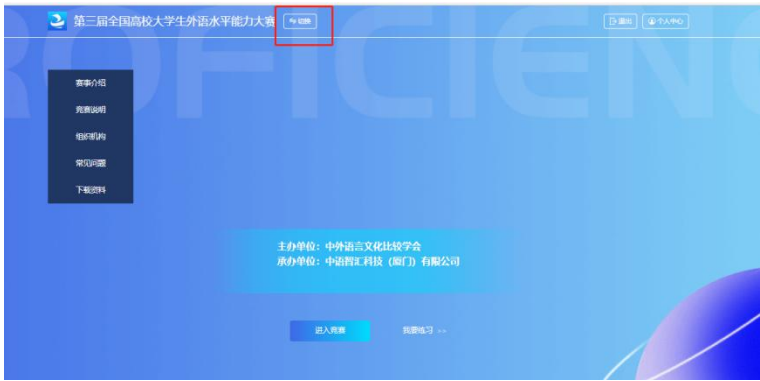 第三届全国高校大学生外语水平能力大赛 切换 退出 个人中心
OFICIEN
赛事介绍
竞赛说明
组织机构
常见问题
下载资料
主办单位：中外语言文化比较学会
承办单位：中语智汇科技（厦门）有限公司
进入竞赛 我要练习 >>